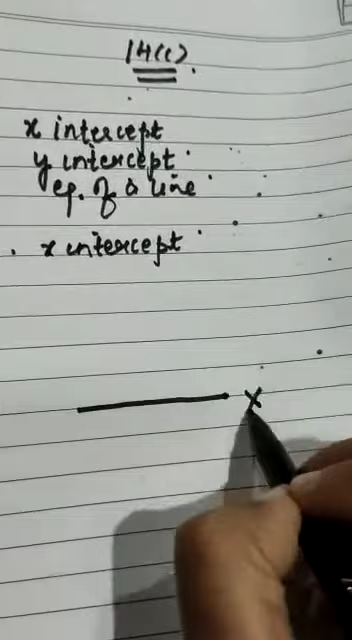 14(c)
x intercept
y intercept
eq. of a line
x intercept
X